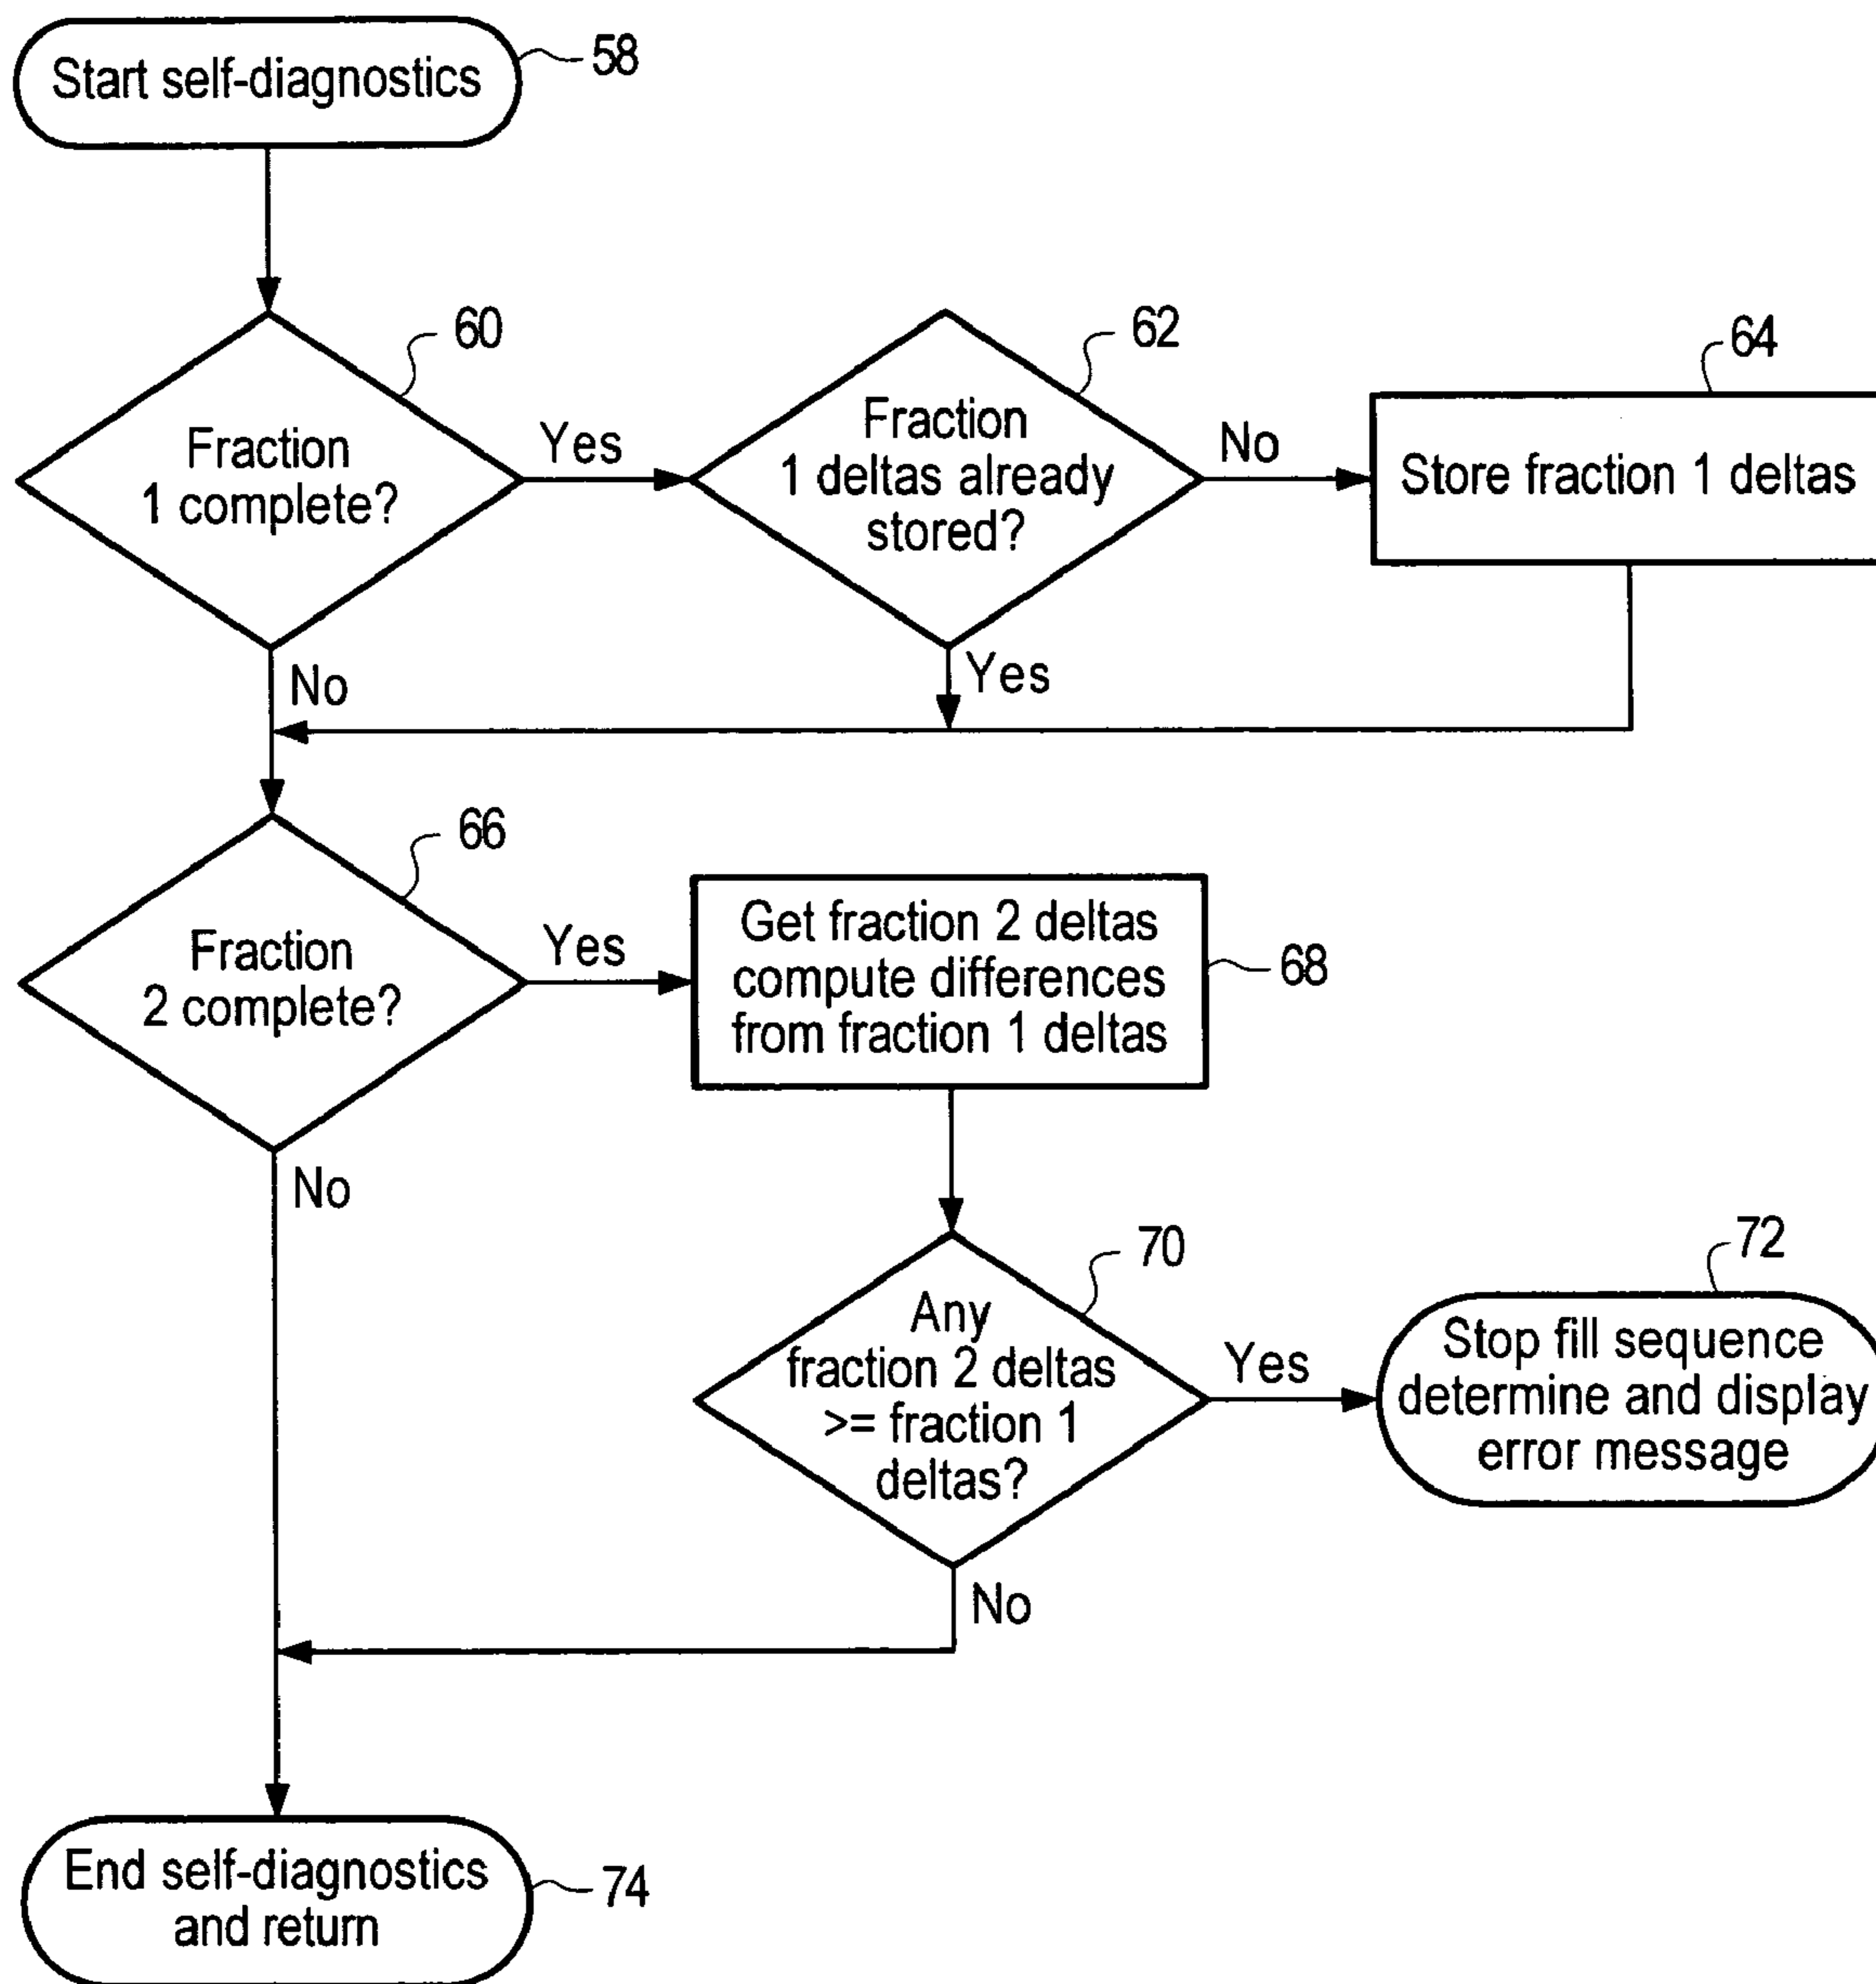 Start self-diagnostics
58
60
Fraction
1 complete?
Yes
No
62
Fraction
1 deltas already
stored?
No
Yes
64
Store fraction 1 deltas
66
Fraction
2 complete?
Yes
No
Get fraction 2 deltas
compute differences
from fraction 1 deltas
68
70
Any
fraction 2 deltas
>= fraction 1
deltas?
Yes
No
72
Stop fill sequence
determine and display
error message
End self-diagnostics
and return
74